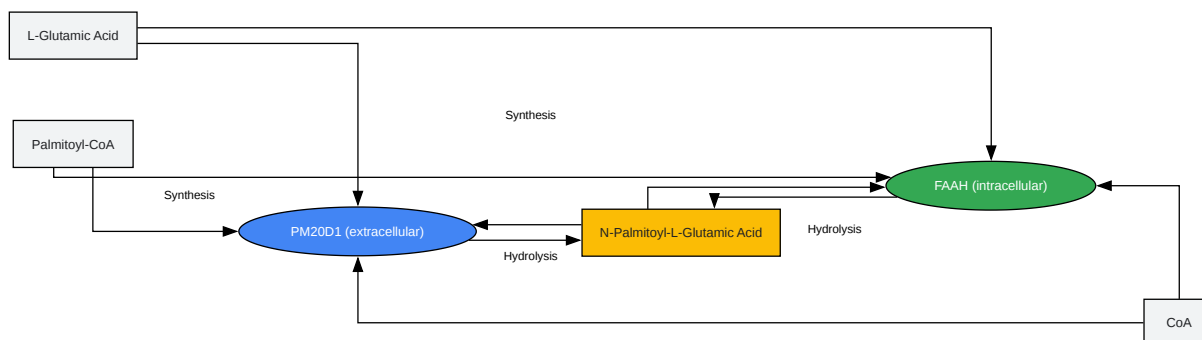 L-Glutamic Acid
Synthesis
Palmitoyl-CoA
FAAH (intracellular)
Synthesis
PM20D1 (extracellular)
N-Palmitoyl-L-Glutamic Acid
Hydrolysis
Hydrolysis
CoA